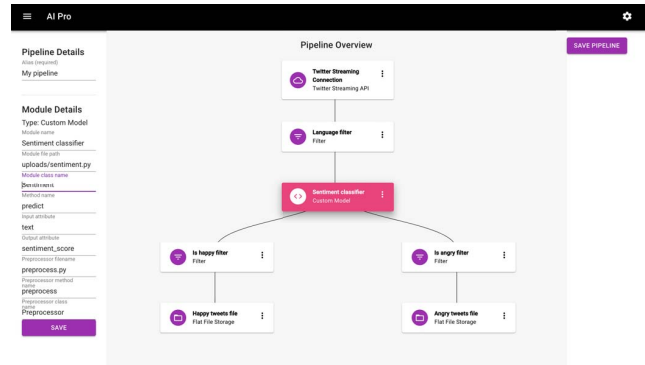 AI Pro
Pipeline Details
Alias (required)
My pipeline
Module Details
Type: Custom Model
Module name
Sentiment classifier
Module file path
uploads/sentiment.py
Module class name
Sentiment
Method name
predict
Input attribute
text
Output attribute
sentiment_score
Preprocessor filename
preprocess.py
Preprocessor method
name
preprocess
Preprocessor class
name
Preprocessor
SAVE
Pipeline Overview
Twitter Streaming
Connection
Twitter Streaming API
Language filter
Filter
Sentiment classifier
Custom Model
Is happy filter
Filter
Is angry filter
Filter
Happy tweets file
Flat File Storage
Angry tweets file
Flat File Storage
SAVE PIPELINE